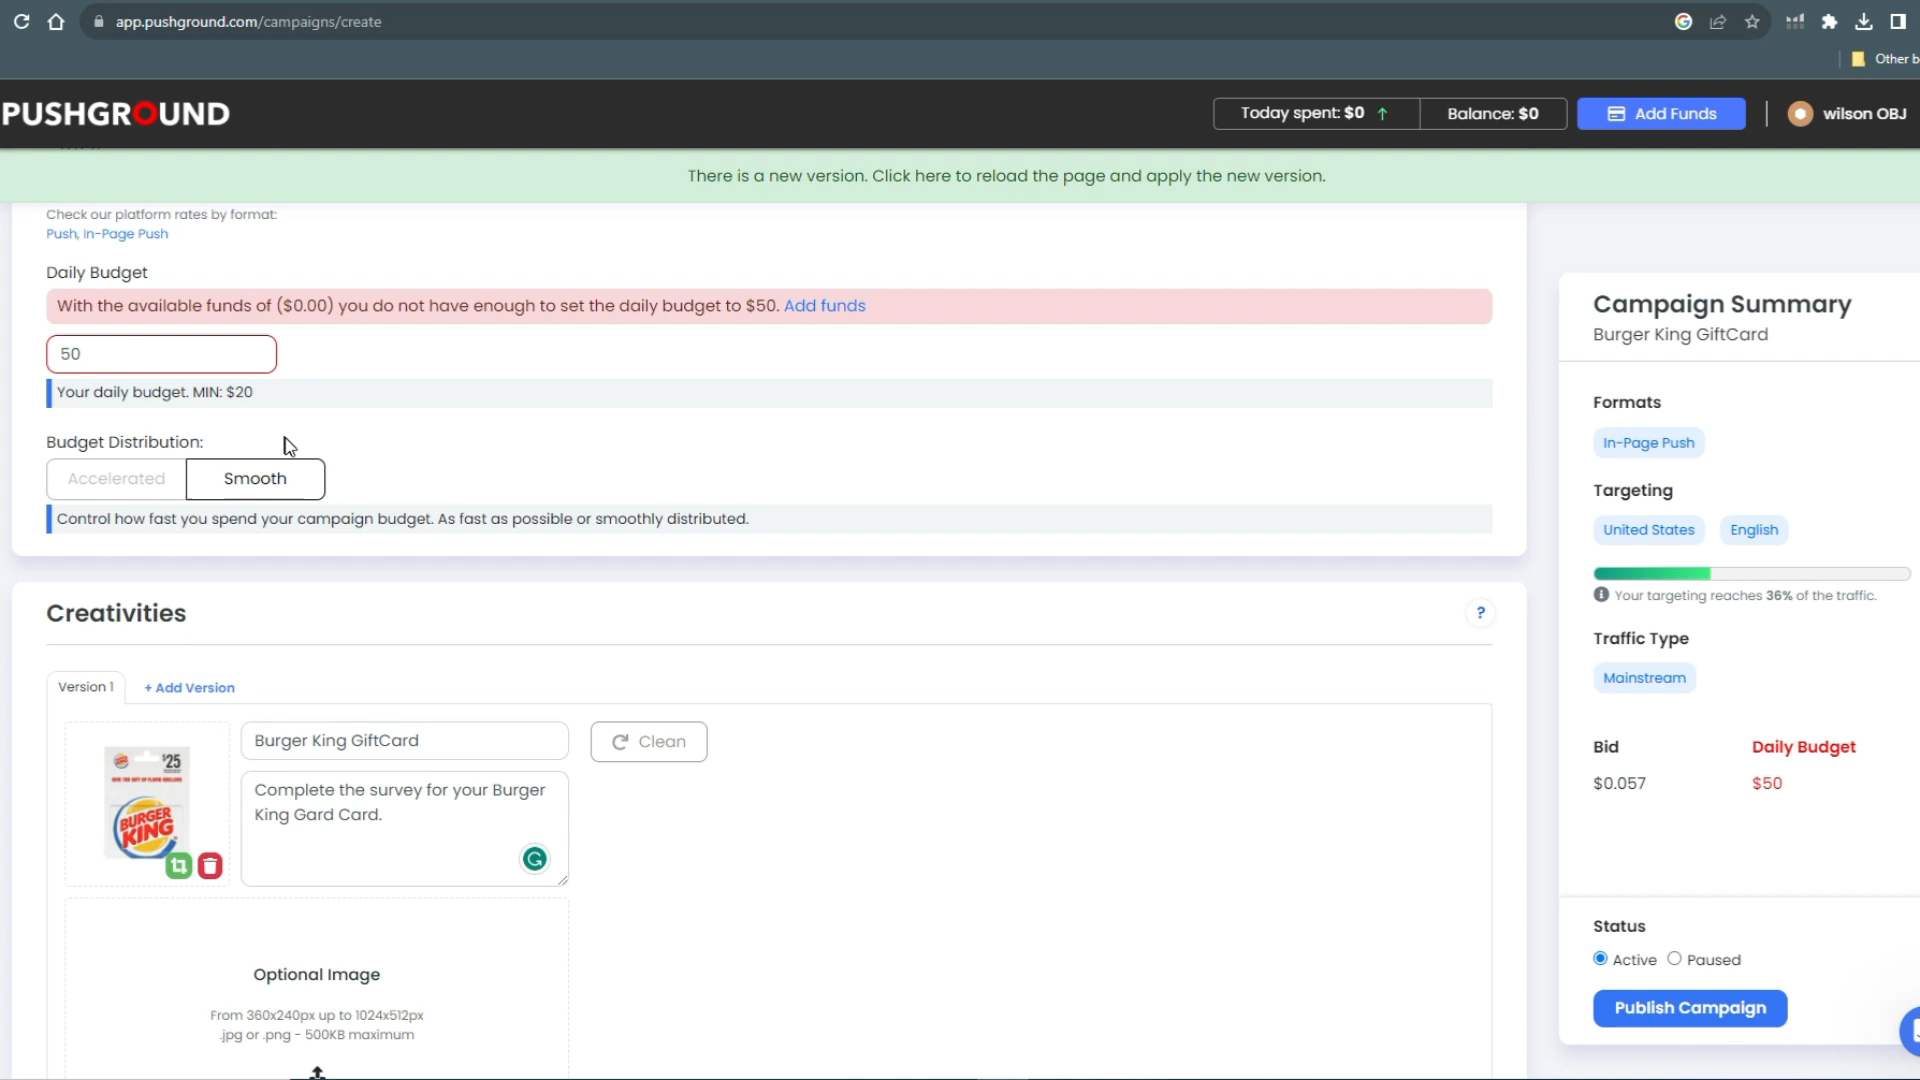 app.pushground.com/campaigns/create
Other b
PUSHGROUND
Today spent: $0
Balance: $0
Add Funds
wilson OBJ
There is a new version. Click here to reload the page and apply the new version.
Check our platform rates by format:
Push, In-Page Push
Daily Budget
With the available funds of ($0.00) you do not have enough to set the daily budget to $50. Add funds
50
Your daily budget. MIN: $20
Budget Distribution:
Accelerated
Smooth
Control how fast you spend your campaign budget. As fast as possible or smoothly distributed.
Creativities
?
Version 1
+ Add Version
$25
BURGER
KING
Burger King GiftCard
Clean
Complete the survey for your Burger
King Gard Card.
Optional Image
From 360x240px up to 1024x512px
.jpg or .png - 500KB maximum
Campaign Summary
Burger King GiftCard
Formats
In-Page Push
Targeting
United States
English
Your targeting reaches 36% of the traffic.
Traffic Type
Mainstream
Bid
Daily Budget
$0.057
$50
Status
Active
Paused
Publish Campaign